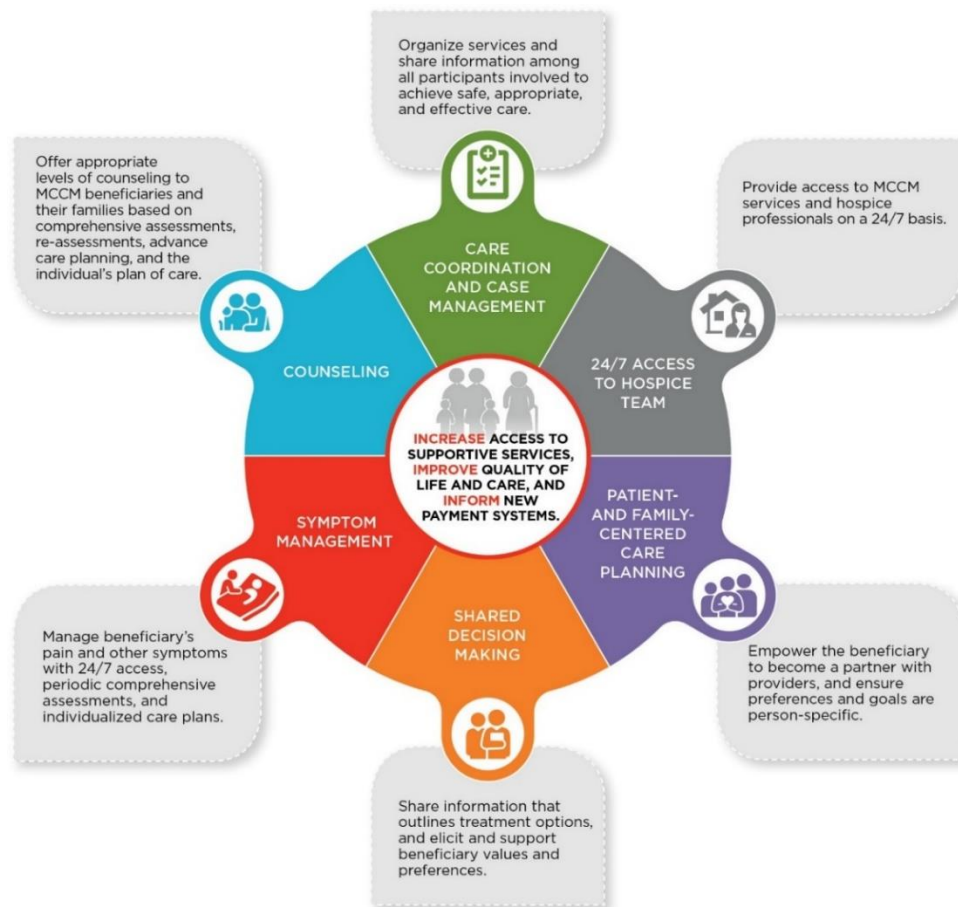 Organize services and
share information among
all participants involved to
achieve safe, appropriate,
and effective care.
Offer appropriate
levels of counseling to
MCCM beneficiaries and
their families based on
comprehensive assessments,
re-assessments, advance
care planning, and the
individual’s plan of care.
Provide access to MCCM
services and hospice
professionals on a 24/7 basis.
CARE
COORDINATION
AND CASE
MANAGEMENT
COUNSELING
24/7 ACCESS
TO HOSPICE
TEAM
INCREASE ACCESS TO
SUPPORTIVE SERVICES,
IMPROVE QUALITY OF
LIFE AND CARE, AND
INFORM NEW
PAYMENT SYSTEMS.
SYMPTOM
MANAGEMENT
PATIENT-
AND FAMILY-
CENTERED
CARE
PLANNING
SHARED
DECISION
MAKING
Manage beneficiary’s
pain and other symptoms
with 24/7 access,
periodic comprehensive
assessments, and
individualized care plans.
Empower the beneficiary
to become a partner with
providers, and ensure
preferences and goals are
person-specific.
Share information that
outlines treatment options,
and elicit and support
beneficiary values and
preferences.